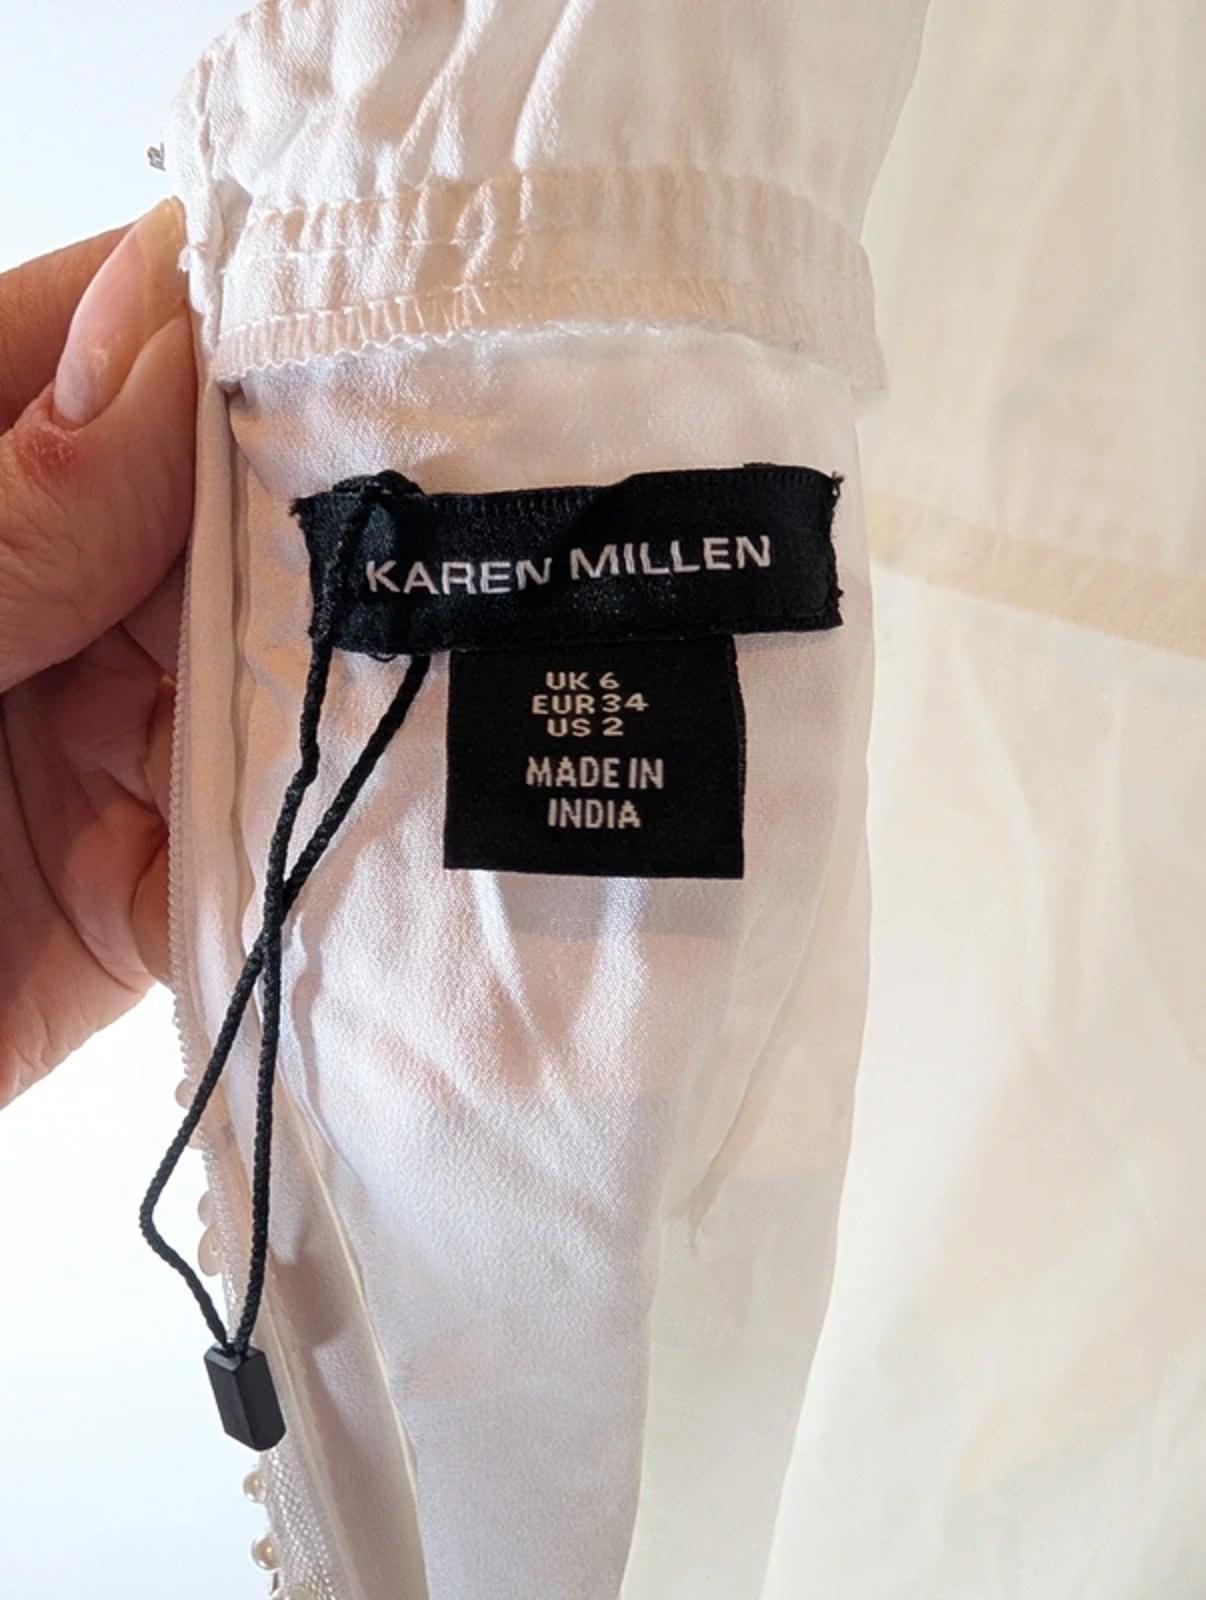 KAREN MILLEN
UK 6
EUR 34
US 2
MADE IN
INDIA